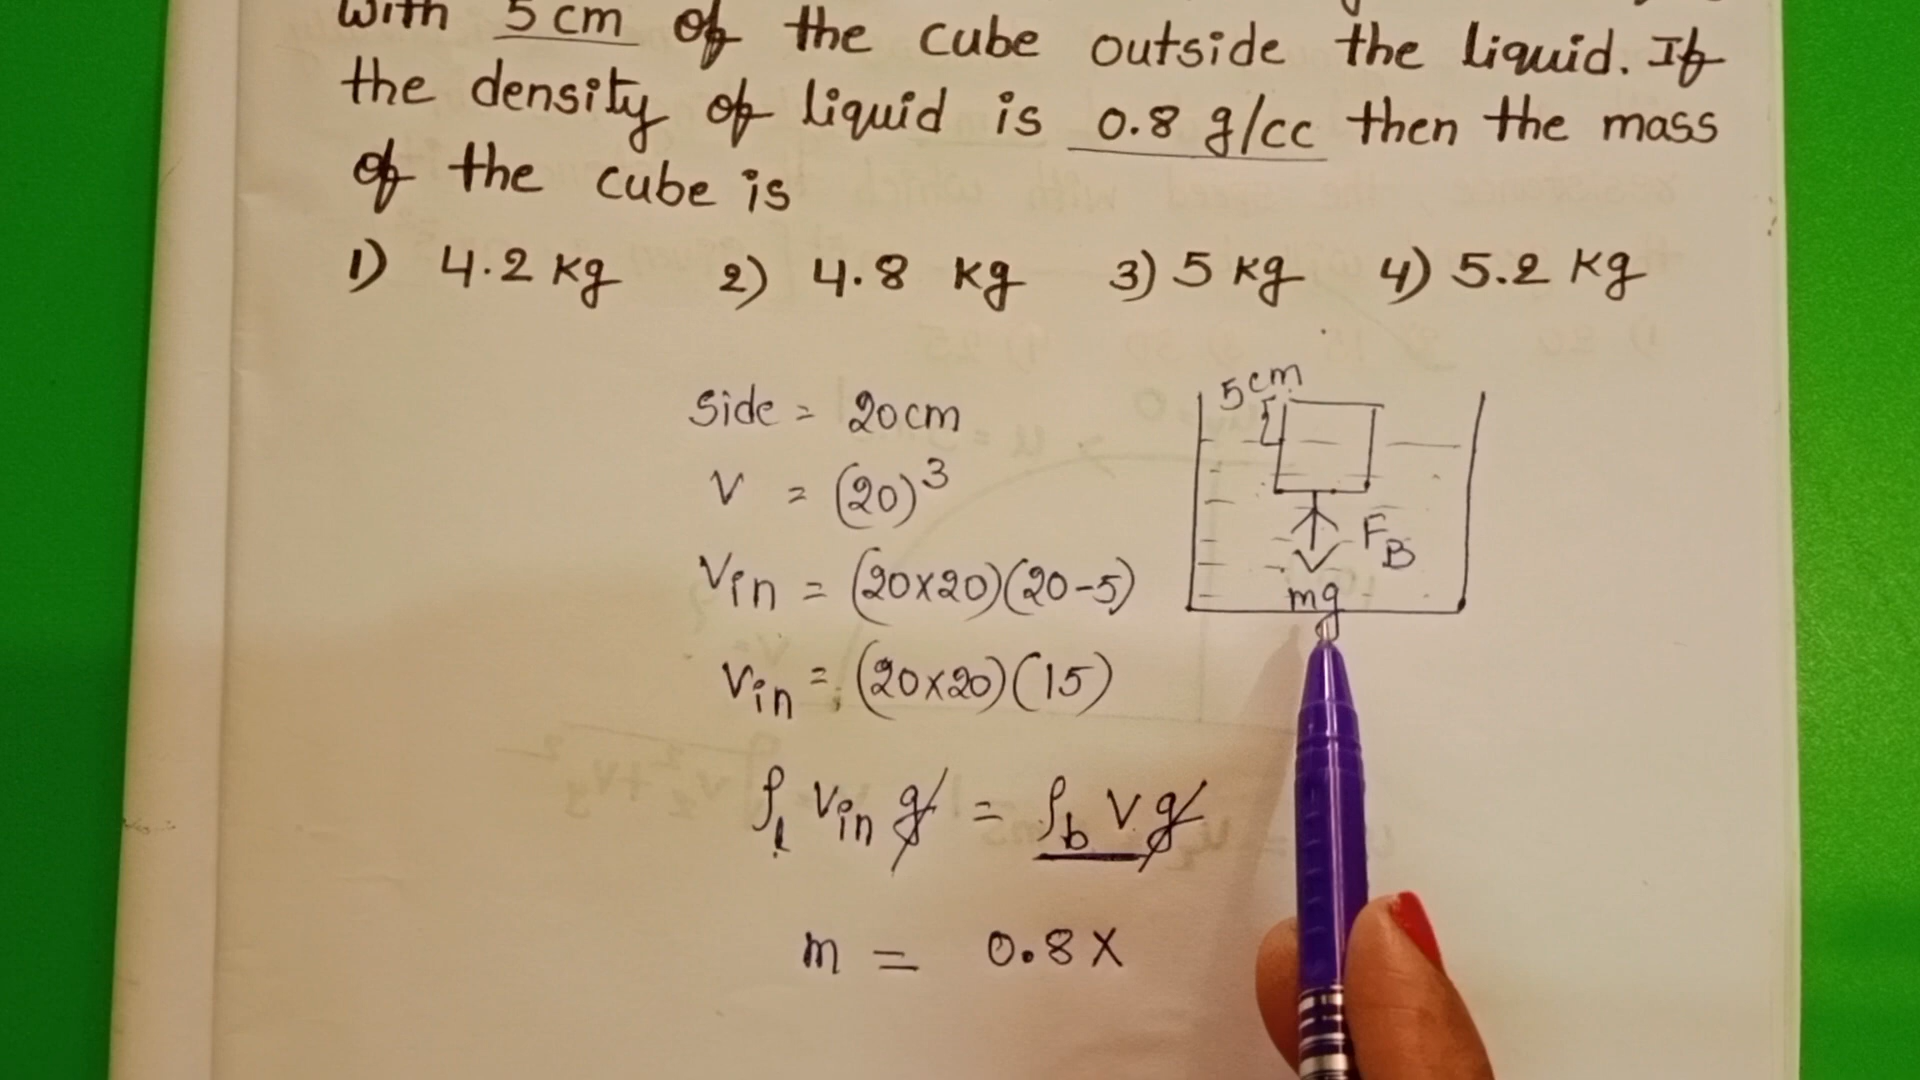 with 5 cm of the cube outside the liquid. If
the density of liquid is 0.8 g/cc then the mass
of the cube is
1) 4.2 kg 2) 4.8 kg 3) 5 kg 4) 5.2 kg
Side = 20cm
V = (20)³
Vin = (20×20)(20-5)
Vin = (20×20)(15)
ρl Vin g = ρb V g
m = 0.8 ×
5cm
FB
mg